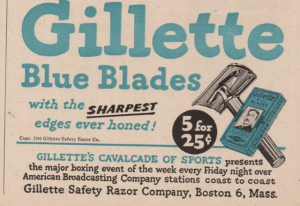 Gillette
Blue Blades
with the SHARPEST
edges ever honed!
5 for
25¢
GILLETTE'S CAVALCADE OF SPORTS presents
the major boxing event of the week every Friday night over
American Broadcasting Company stations coast to coast
Gillette Safety Razor Company, Boston 6, Mass.